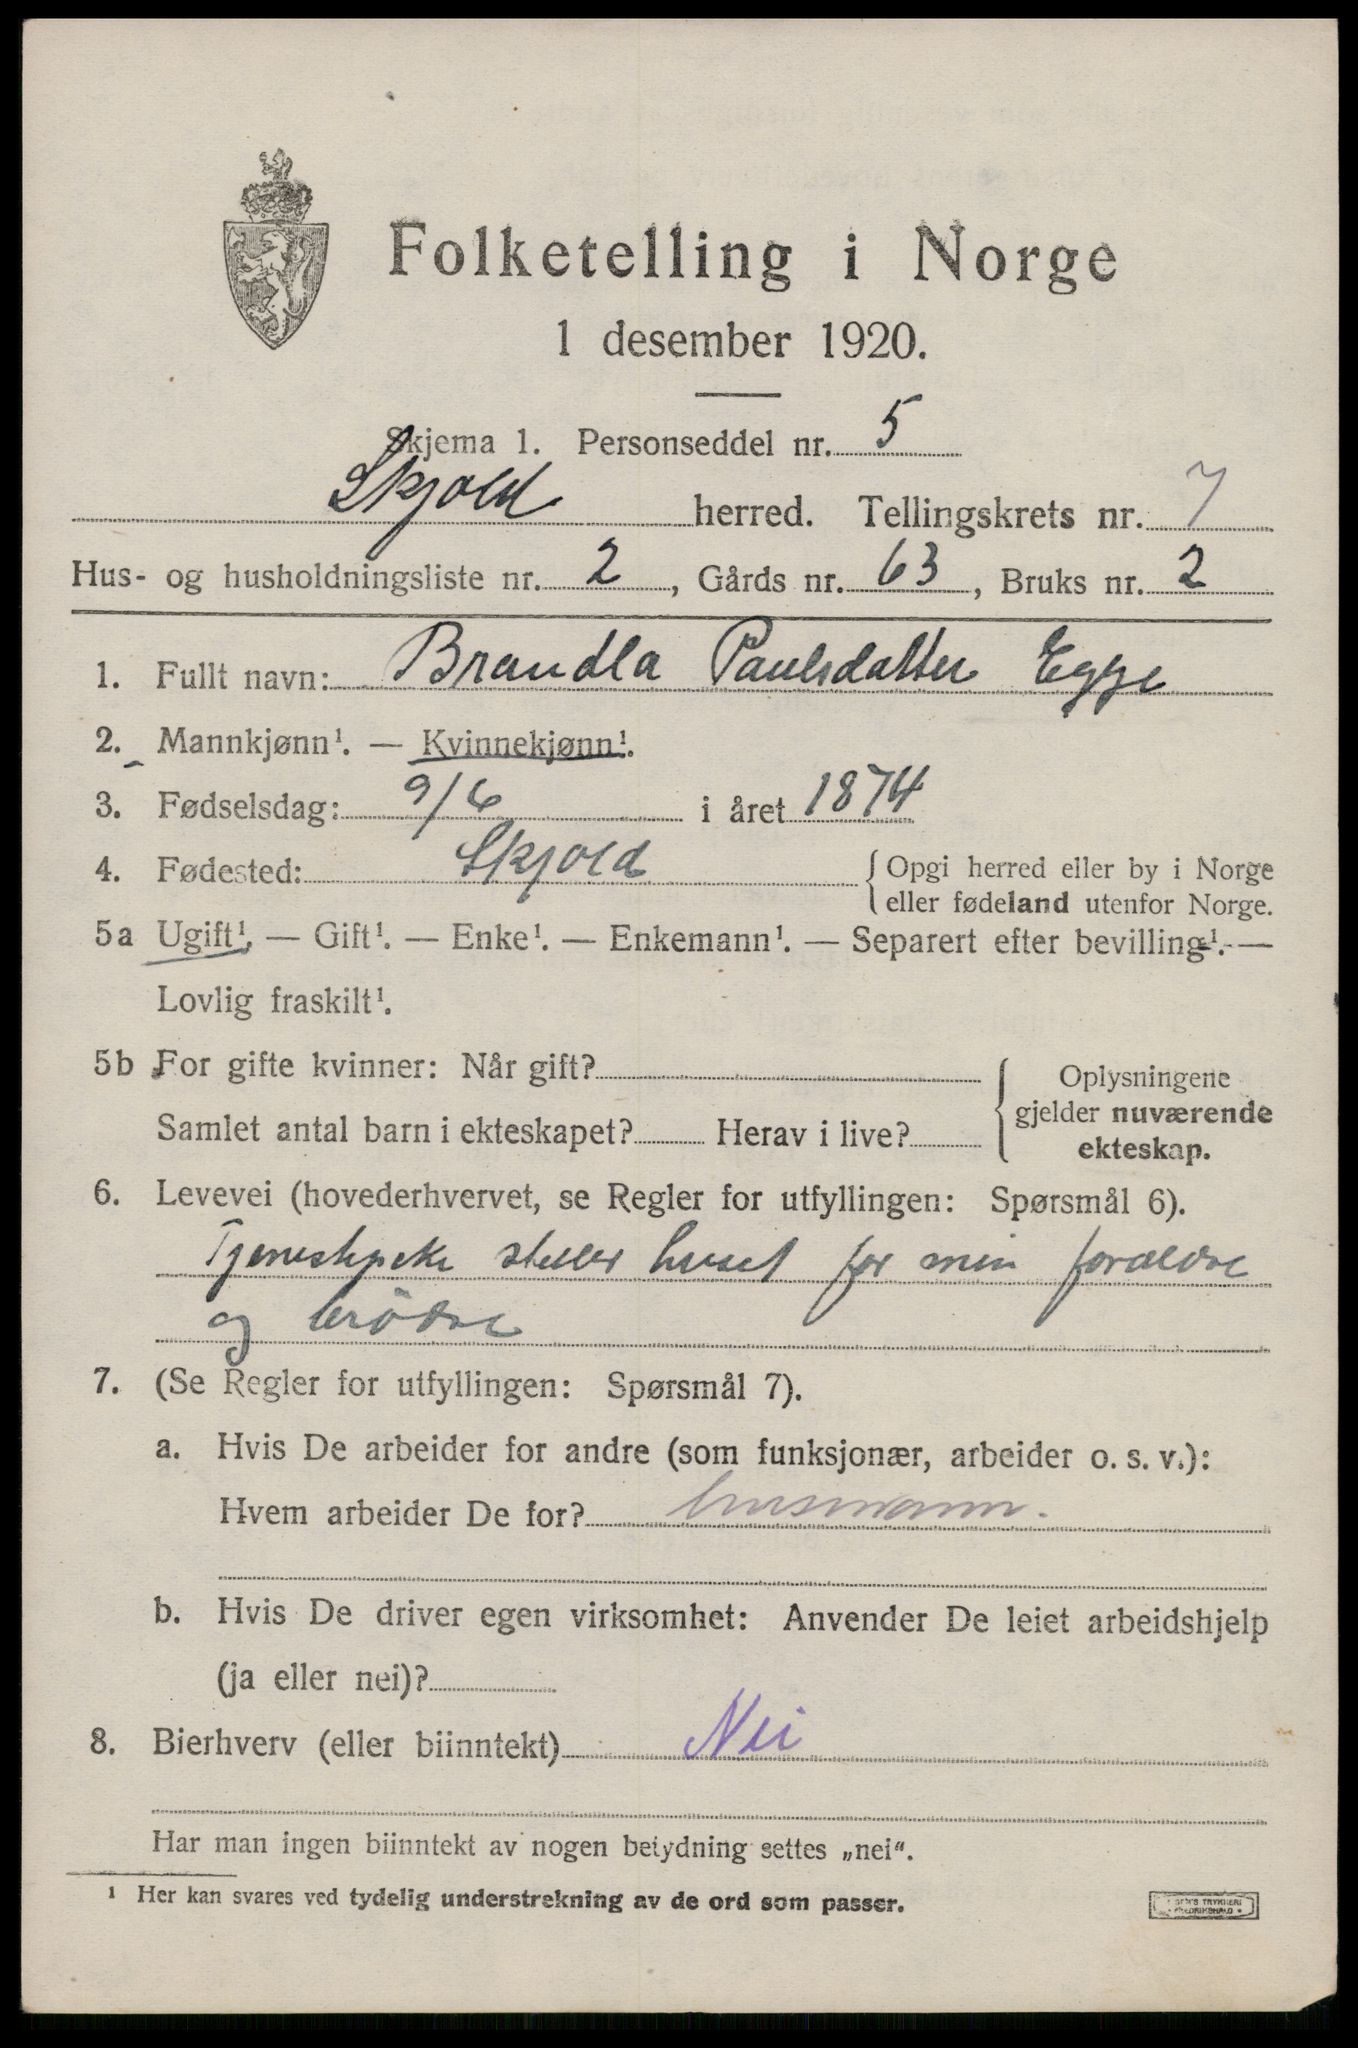 Folketelling i Norge
1 desember 1920.
Skjema 1. Personseddel nr. 5
Skjold herred. Tellingskrets nr. 7
Hus- og husholdningsliste nr. 2, Gårds nr. 63, Bruks nr. 2
1. Fullt navn: Brandla Paulsdatter Egge
2. Mannkjønn¹. — Kvinnekjønn¹.
3. Fødselsdag: 9/6 i året 1874
4. Fødested: Skjold { Opgi herred eller by i Norge
eller fødeland utenfor Norge.
5a Ugift¹. — Gift¹. — Enke¹. — Enkemann¹. — Separert efter bevilling¹. —
Lovlig fraskilt¹.
5b For gifte kvinner: Når gift? { Oplysningene
gjelder nuværende
Samlet antal barn i ekteskapet? Herav i live?
ekteskap.
6. Levevei (hovederhvervet, se Regler for utfyllingen: Spørsmål 6).
steller huset for min forældre
og brödre
7. (Se Regler for utfyllingen: Spørsmål 7).
a. Hvis De arbeider for andre (som funksjonær, arbeider o. s. v.):
Hvem arbeider De for? husmann.
b. Hvis De driver egen virksomhet: Anvender De leiet arbeidshjelp
(ja eller nei)?
8. Bierhverv (eller biinntekt) Nei
Har man ingen biinntekt av nogen betydning settes „nei“.
¹ Her kan svares ved tydelig understrekning av de ord som passer.